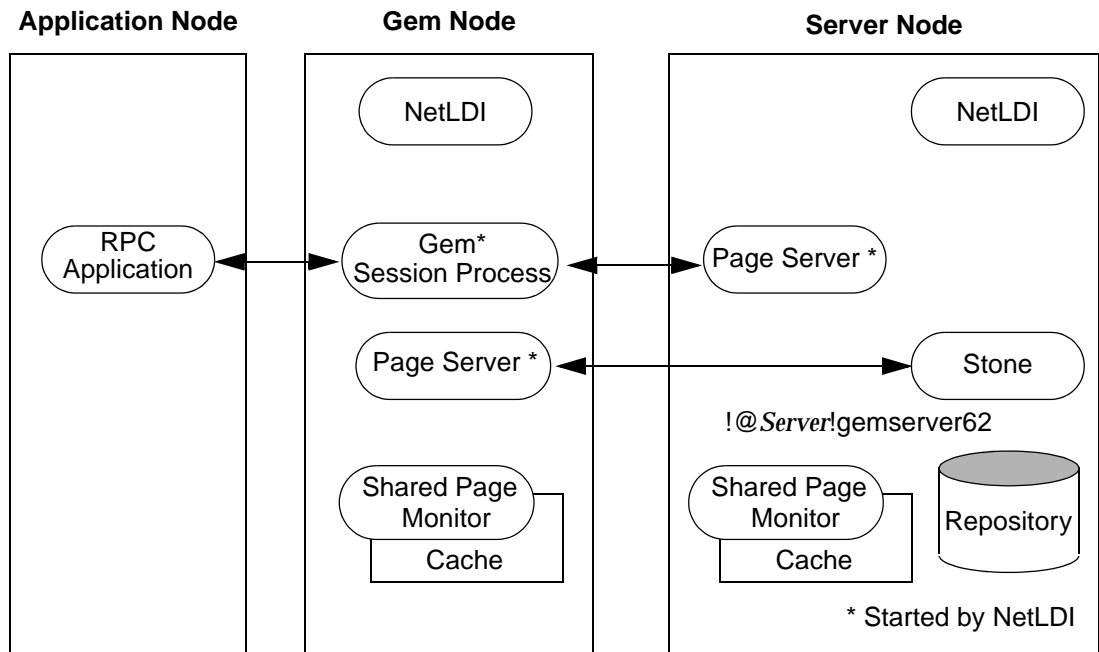 Application Node
Gem Node
Server Node
NetLDI
NetLDI
RPC
Application
Gem*
Session Process
Page Server *
Page Server *
Stone
!@Server!gemserver62
Shared Page
Monitor
Cache
Shared Page
Monitor
Cache
Repository
* Started by NetLDI